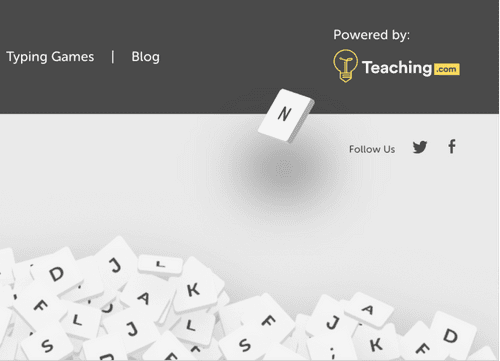 Powered by:
Typing Games | Blog
Teaching.com
N
Follow Us
J
L
D
K
A
F
L
J
S
F
S
A
J
K
D
F